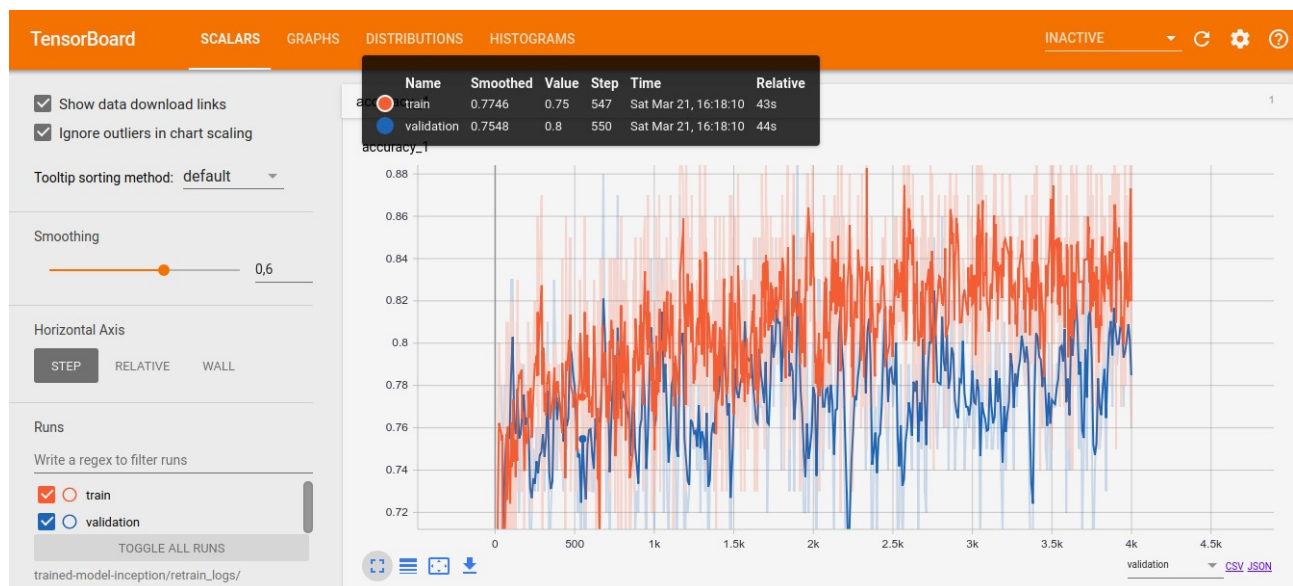 TensorBoard SCALARS GRAPHS DISTRIBUTIONS HISTOGRAMS INACTIVE
Show data download links
Ignore outliers in chart scaling
Tooltip sorting method: default
Smoothing
0,6
Horizontal Axis
STEP RELATIVE WALL
Runs
Write a regex to filter runs
train
validation
TOGGLE ALL RUNS
trained-model-inception/retrain_logs/
Name Smoothed Value Step Time Relative
train 0.7746 0.75 547 Sat Mar 21, 16:18:10 43s
validation 0.7548 0.8 550 Sat Mar 21, 16:18:10 44s
1
accuracy_1
0.88
0.86
0.84
0.82
0.8
0.78
0.76
0.74
0.72
0 500 1k 1.5k 2k 2.5k 3k 3.5k 4k 4.5k
validation CSV JSON